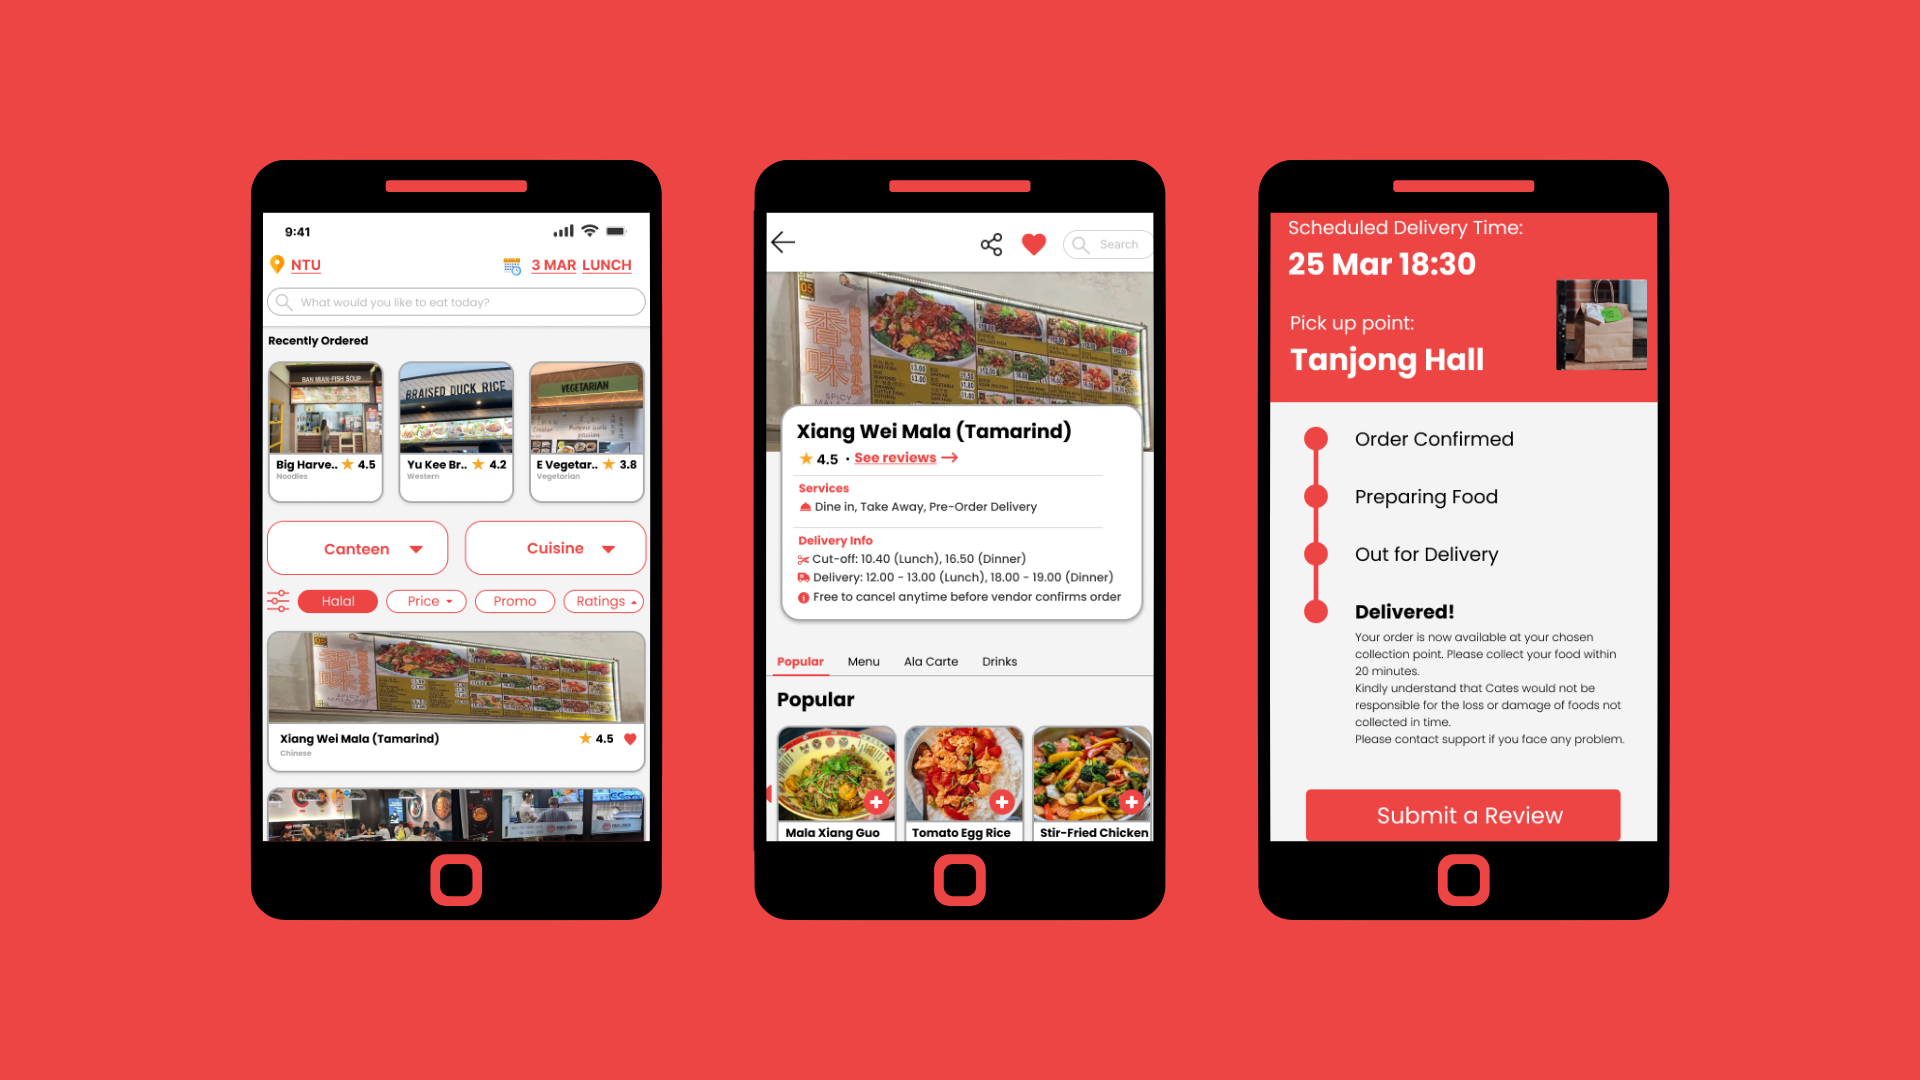 9:41
NTU
3 MAR LUNCH
What would you like to eat today?
Recently Ordered
BAN MIAN-FISH SOUP
BRAISED DUCK RICE
VEGETARIAN
Big Harve.. 4.5
Noodles
Yu Kee Br.. 4.2
Western
E Vegetar.. 3.8
Vegetarian
Canteen
Cuisine
Halal
Price
Promo
Ratings
05
香味
Xiang Wei Mala (Tamarind)
4.5
Chinese
Search
05
香味
SPICY
Xiang Wei Mala (Tamarind)
4.5 · See reviews
Services
Dine in, Take Away, Pre-Order Delivery
Delivery Info
Cut-off: 10.40 (Lunch), 16.50 (Dinner)
Delivery: 12.00 - 13.00 (Lunch), 18.00 - 19.00 (Dinner)
Free to cancel anytime before vendor confirms order
Popular
Menu
Ala Carte
Drinks
Popular
Mala Xiang Guo
Tomato Egg Rice
Stir-Fried Chicken
Scheduled Delivery Time:
25 Mar 18:30
Pick up point:
Tanjong Hall
Order Confirmed
Preparing Food
Out for Delivery
Delivered!
Your order is now available at your chosen
collection point. Please collect your food within
20 minutes.
Kindly understand that Cates would not be
responsible for the loss or damage of foods not
collected in time.
Please contact support if you face any problem.
Submit a Review